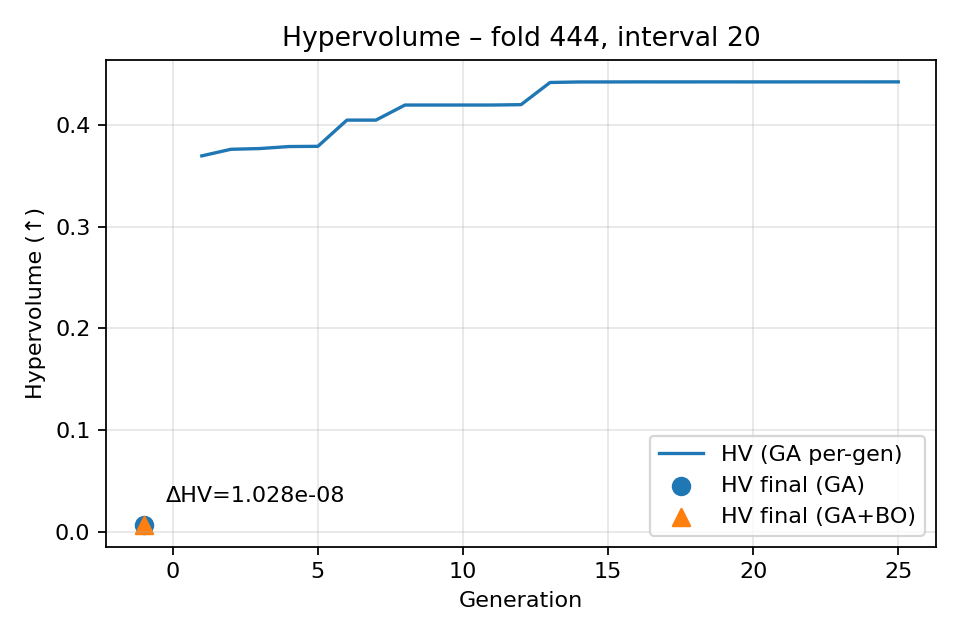 Hypervolume – fold 444, interval 20
Hypervolume (↑)
0.4
0.3
0.2
0.1
0.0
ΔHV=1.028e-08
HV (GA per-gen)
HV final (GA)
HV final (GA+BO)
0 5 10 15 20 25
Generation